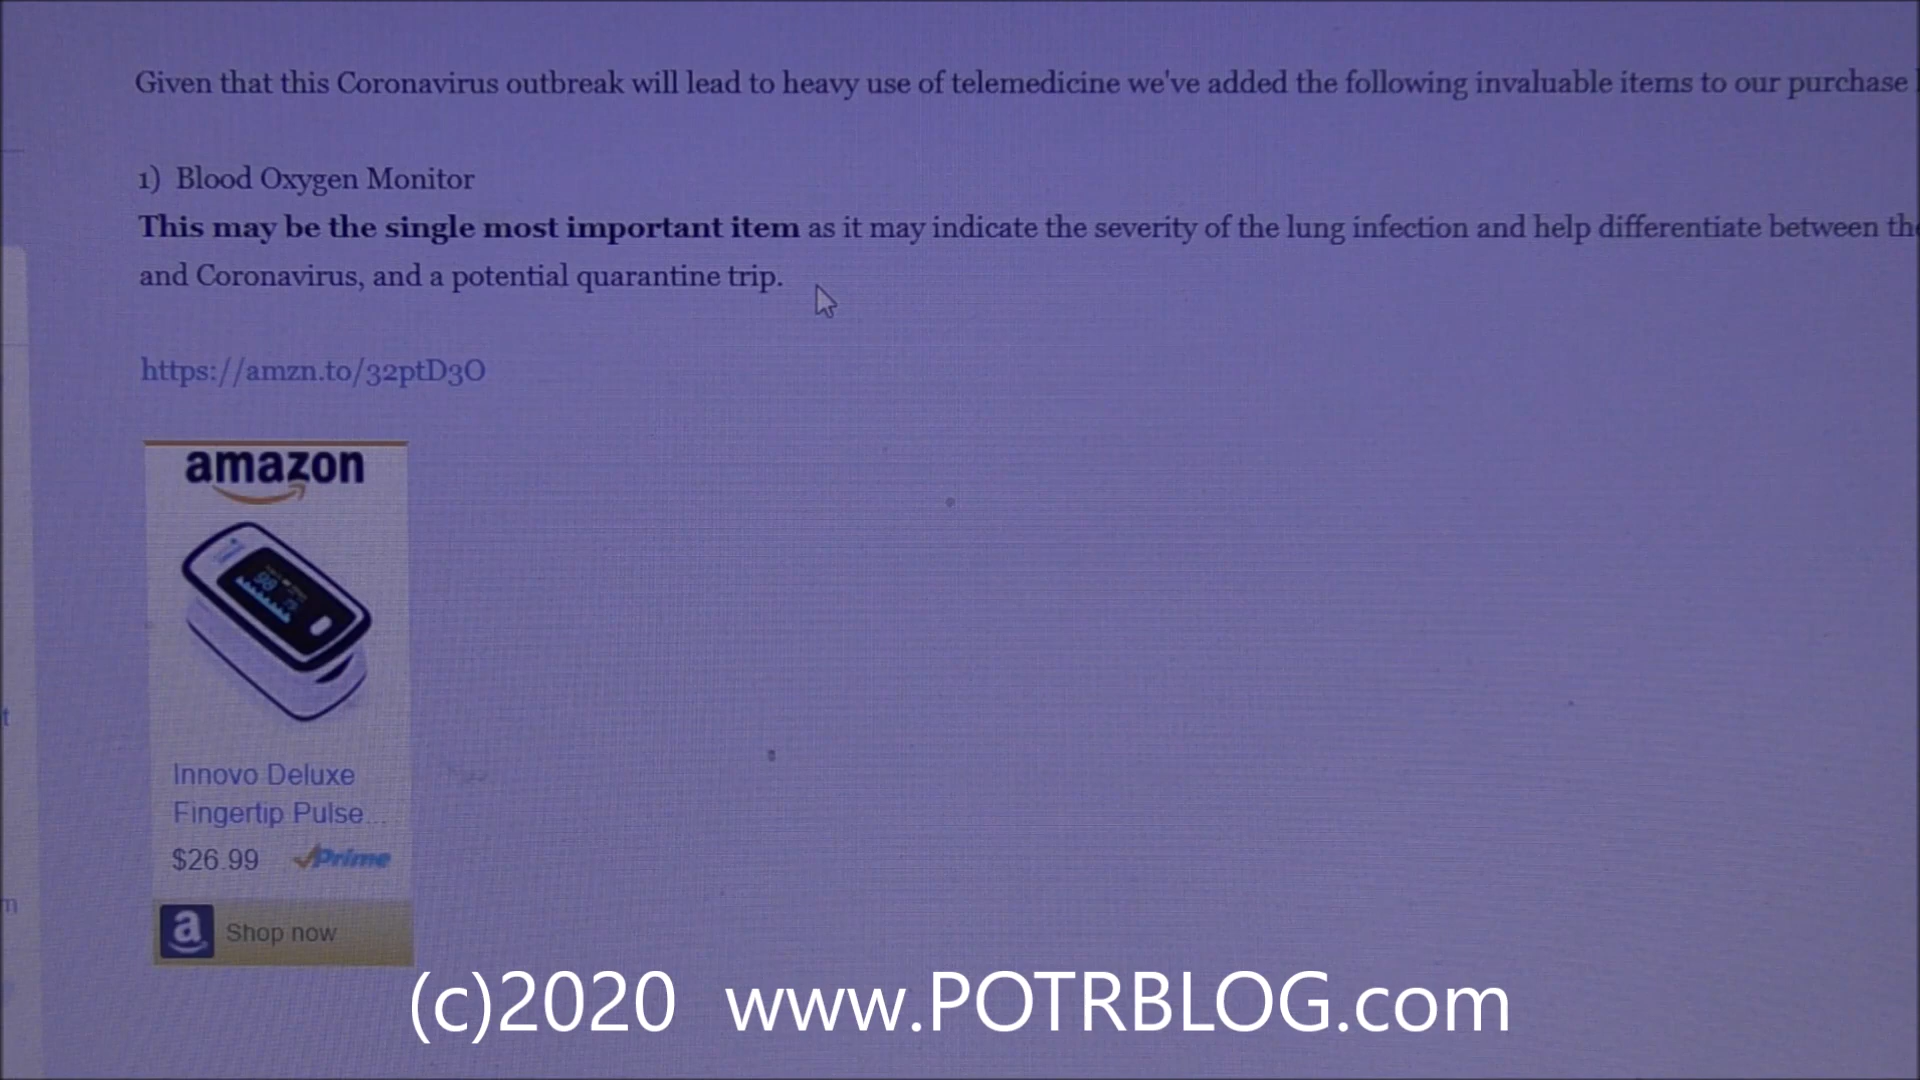 Given that this Coronavirus outbreak will lead to heavy use of telemedicine we've added the following invaluable items to our purchase
1) Blood Oxygen Monitor
This may be the single most important item as it may indicate the severity of the lung infection and help differentiate between the
and Coronavirus, and a potential quarantine trip.
https://amzn.to/32ptD3O
amazon
98
Innovo Deluxe
Fingertip Pulse...
$26.99 Prime
a Shop now
(c)2020 www.POTRBLOG.com